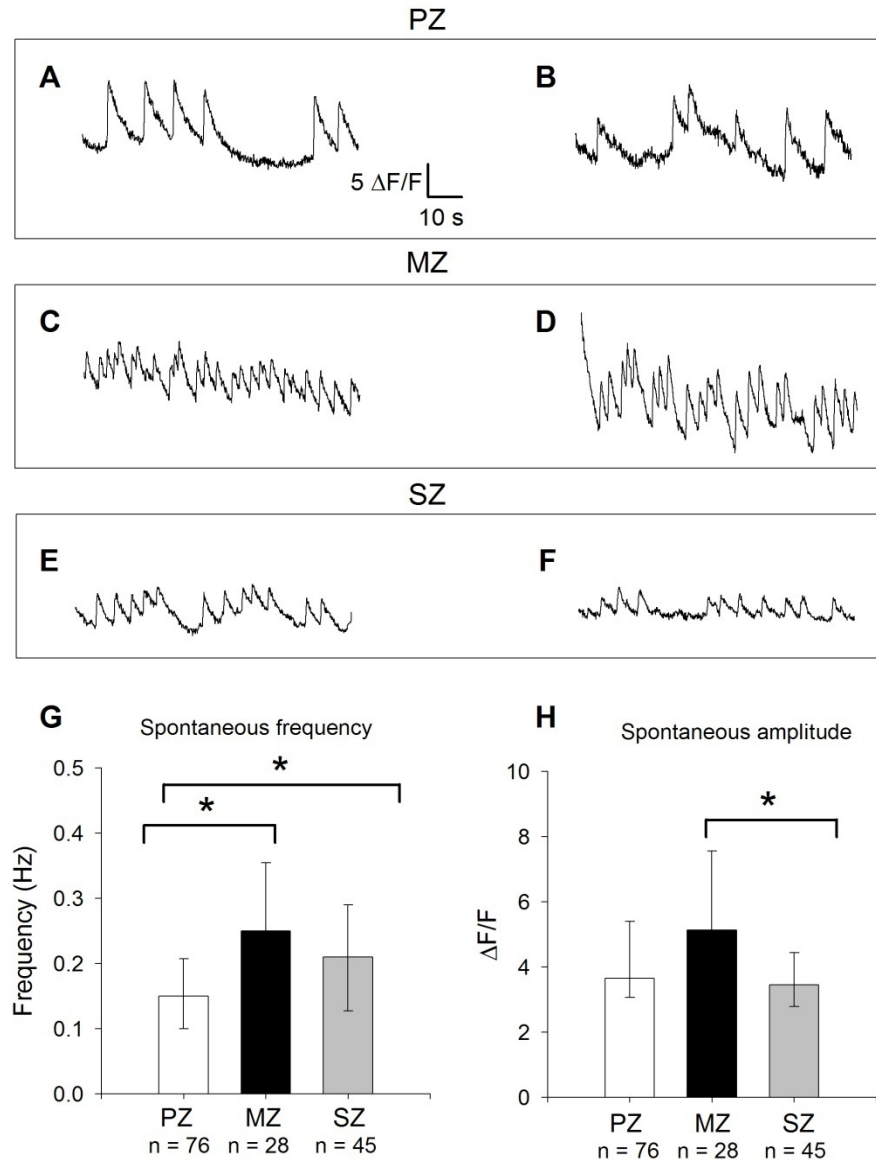 PZ
A
B
5 ΔF/F
10 s
MZ
C
D
SZ
E
F
G
Spontaneous frequency
0.5
0.4
0.3
0.2
0.1
0.0
Frequency (Hz)
*
*
PZ MZ SZ
n = 76 n = 28 n = 45
H
Spontaneous amplitude
10
8
6
4
2
0
ΔF/F
*
PZ MZ SZ
n = 76 n = 28 n = 45